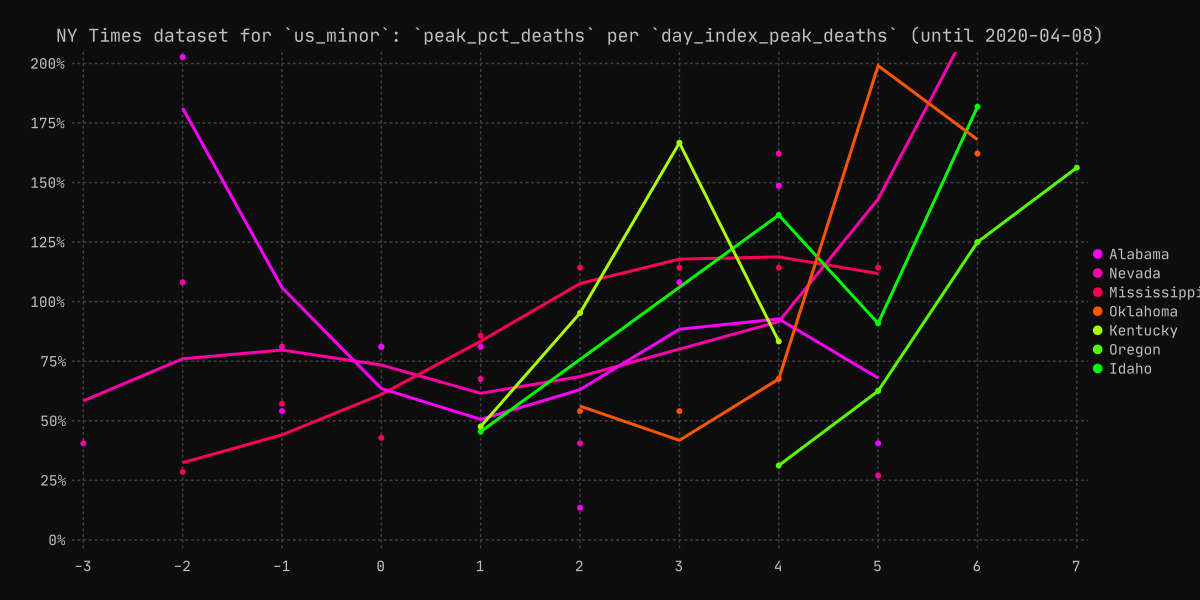 NY Times dataset for `us_minor`: `peak_pct_deaths` per `day_index_peak_deaths` (until 2020-04-08)
200%
175%
150%
125%
100%
75%
50%
25%
0%
-3 -2 -1 0 1 2 3 4 5 6 7
Alabama
Nevada
Mississippi
Oklahoma
Kentucky
Oregon
Idaho